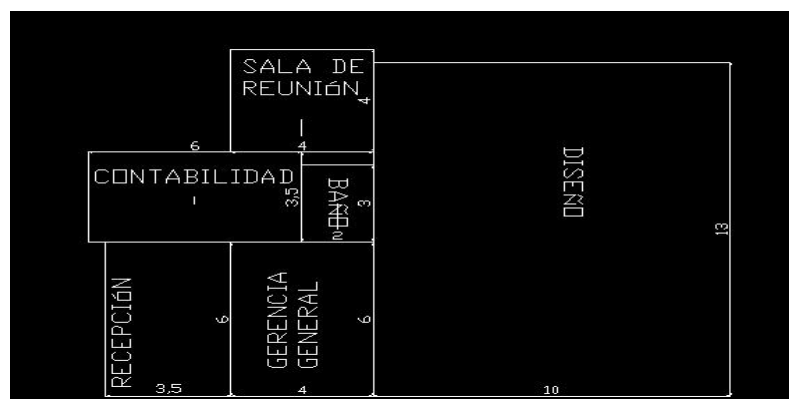 SALA DE
REUNIÓN
4
4
6
CONTABILIDAD
3,5
BAÑO
3
2
DISEÑO
13
RECEPCIÓN
6
GERENCIA
GENERAL
6
3,5
4
10